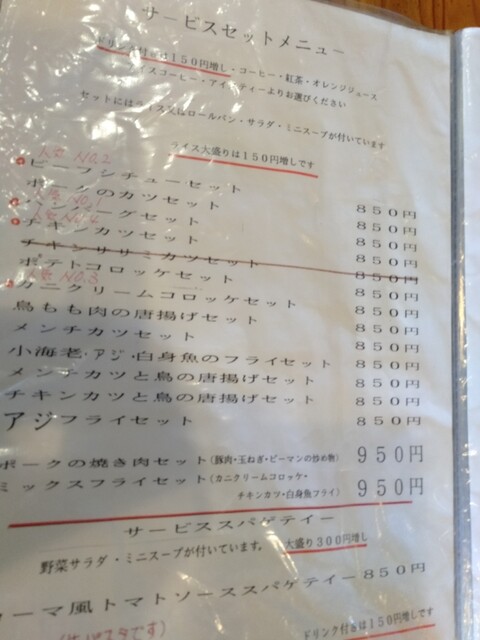 サービスセットメニュー
ドリンク付は150円増し・コーヒー・紅茶・オレンジジュース
アイスコーヒー・アイスティーよりお選びください
セットにはライス又はロールパン・サラダ・ミニスープが付いています
ライス大盛りは150円増しです
人気 NO.2
ビーフシチューセット 850円
ポークのカツセット 850円
人気 NO.1
ハンバーグセット 850円
人気 NO.4
チキンカツセット 850円
チキンササミカツセット 850円
ポテトコロッケセット 850円
人気 NO.3
カニクリームコロッケセット 850円
鳥もも肉の唐揚げセット 850円
メンチカツセット 850円
小海老・アジ・白身魚のフライセット 850円
メンチカツと鳥の唐揚げセット 850円
チキンカツと鳥の唐揚げセット 850円
アジフライセット 850円
ポークの焼き肉セット(豚肉・玉ねぎ・ピーマンの炒め物) 950円
ミックスフライセット(カニクリームコロッケ・
チキンカツ・白身魚フライ) 950円
サービススパゲテイー
野菜サラダ・ミニスープが付いています。 大盛り300円増し
ローマ風トマトソーススパゲテイー850円
ドリンク付きは150円増し